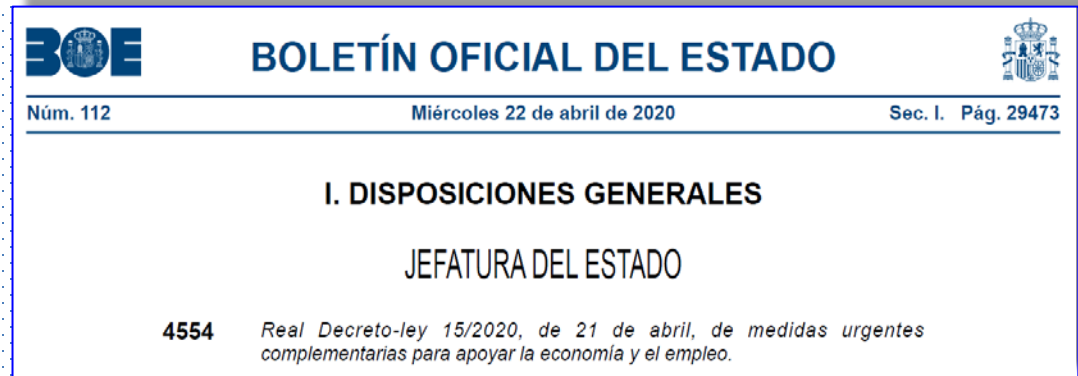 BOE BOLETÍN OFICIAL DEL ESTADO
Núm. 112 Miércoles 22 de abril de 2020 Sec. I. Pág. 29473
I. DISPOSICIONES GENERALES
JEFATURA DEL ESTADO
4554 Real Decreto-ley 15/2020, de 21 de abril, de medidas urgentes
complementarias para apoyar la economía y el empleo.